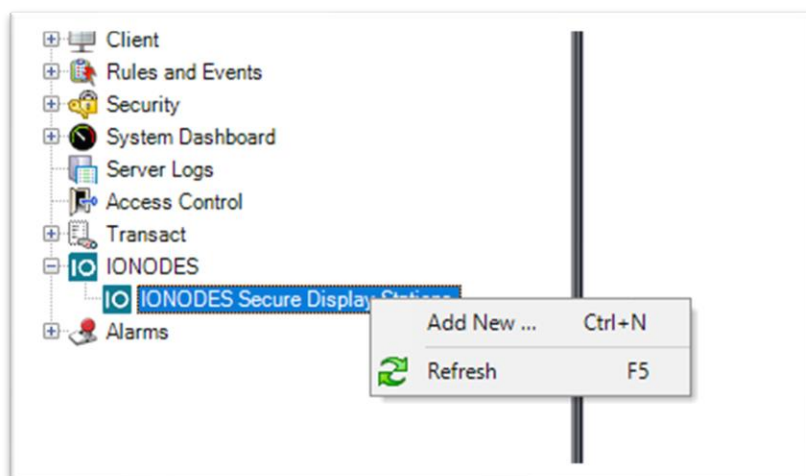 Client
Rules and Events
Security
System Dashboard
Server Logs
Access Control
Transact
IO IONODES
IO IONODES Secure Display Stations
Add New ... Ctrl+N
Alarms
Refresh F5